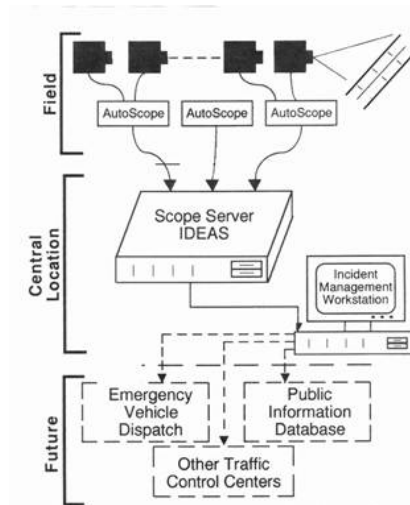 Field
AutoScope
AutoScope
AutoScope
Central
Location
Scope Server
IDEAS
Incident
Management
Workstation
Future
Emergency
Vehicle
Dispatch
Public
Information
Database
Other Traffic
Control Centers